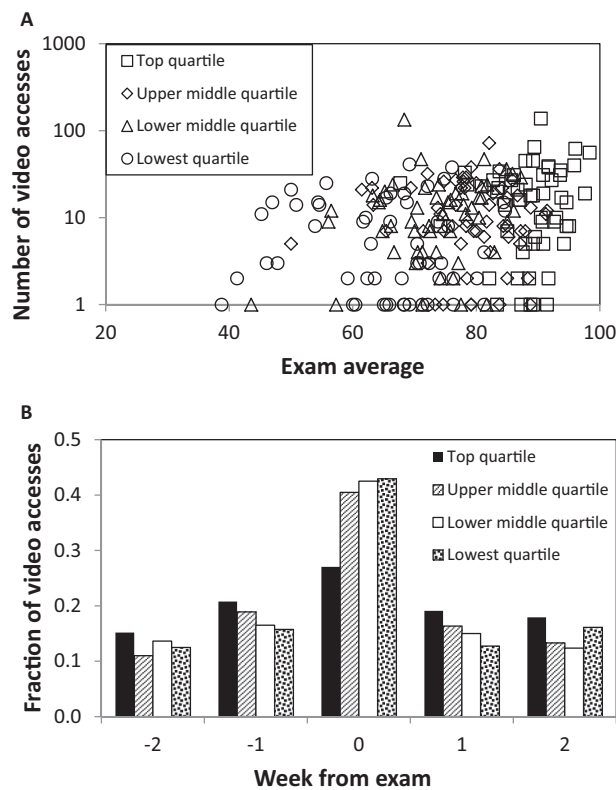 A
Number of video accesses
1000
100
10
1
Top quartile
Upper middle quartile
Lower middle quartile
Lowest quartile
20
40
60
80
100
Exam average
B
Fraction of video accesses
0.5
0.4
0.3
0.2
0.1
0.0
Top quartile
Upper middle quartile
Lower middle quartile
Lowest quartile
-2
-1
0
1
2
Week from exam